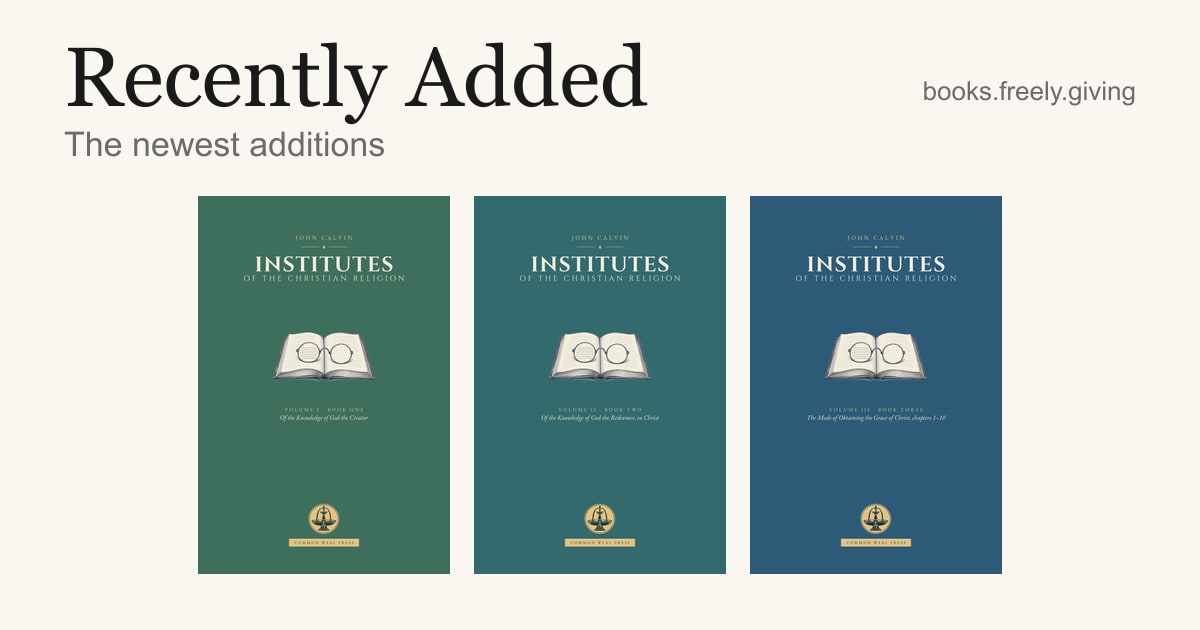 Recently Added
The newest additions
books.freely.giving
JOHN CALVIN
INSTITUTES
OF THE CHRISTIAN RELIGION
VOLUME I · BOOK ONE
Of the Knowledge of God the Creator
COMMON WEAL PRESS
JOHN CALVIN
INSTITUTES
OF THE CHRISTIAN RELIGION
VOLUME II · BOOK TWO
Of the Knowledge of God the Redeemer, in Christ
COMMON WEAL PRESS
JOHN CALVIN
INSTITUTES
OF THE CHRISTIAN RELIGION
VOLUME III · BOOK THREE
The Mode of Obtaining the Grace of Christ, chapters 1–10
COMMON WEAL PRESS